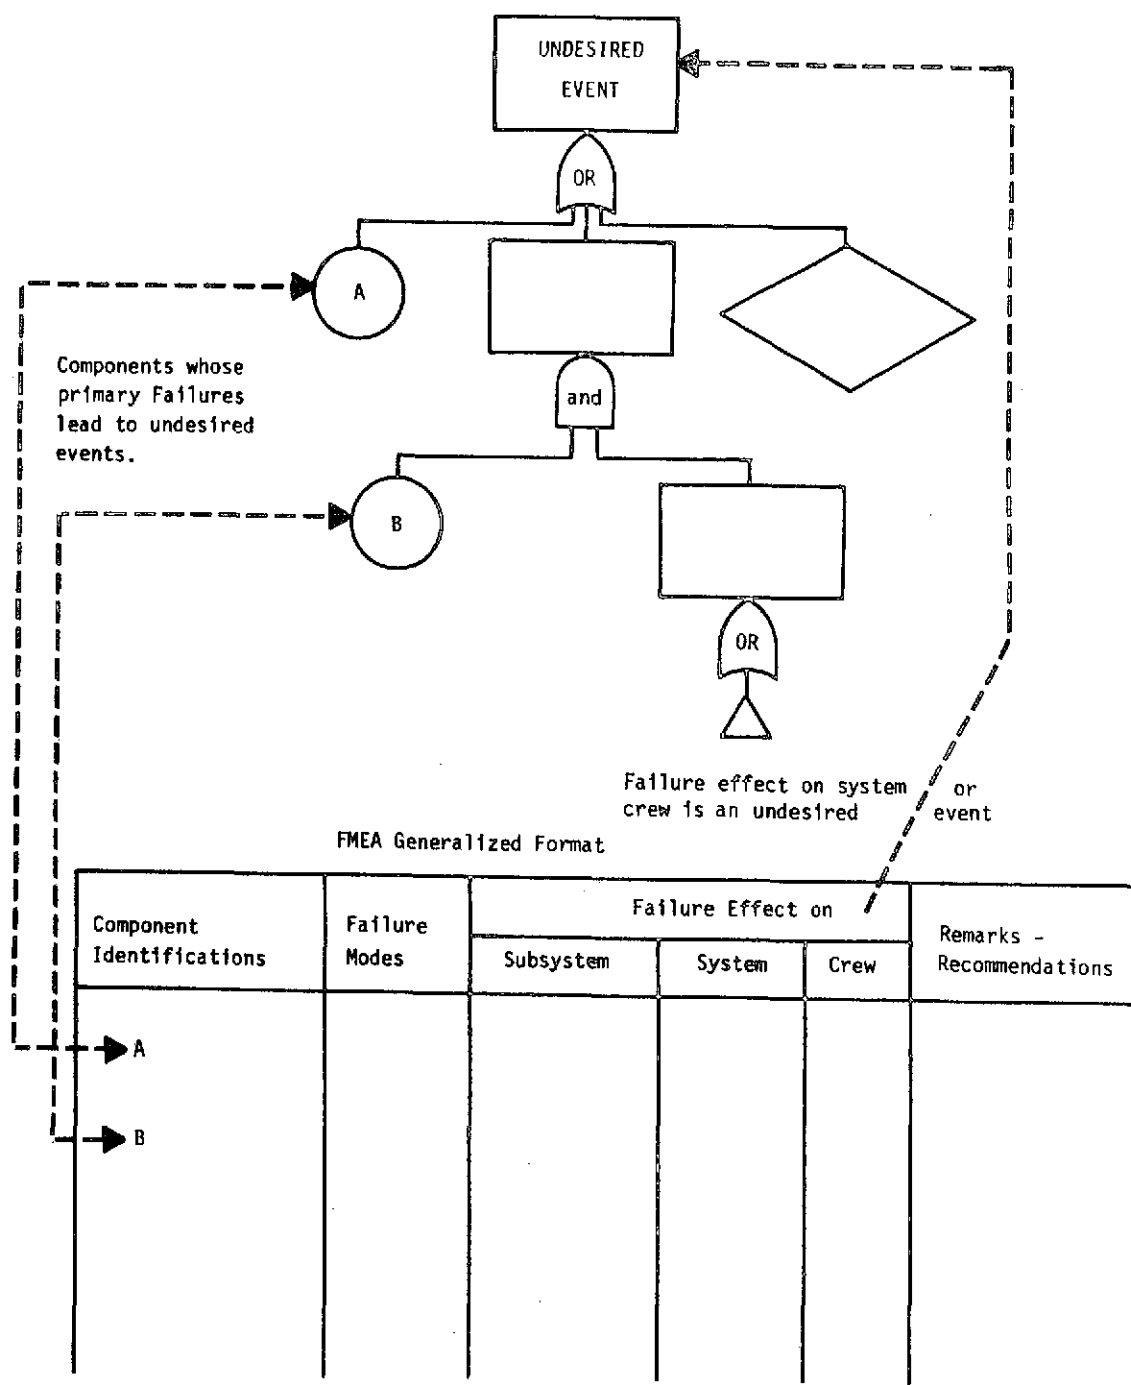 UNDESIRED
EVENT
OR
A
and
Components whose
primary Failures
lead to undesired
events.
B
OR
Failure effect on system or
crew is an undesired event
FMEA Generalized Format
Component
Identifications
Failure
Modes
Failure Effect on
Subsystem
System
Crew
Remarks -
Recommendations
A
B